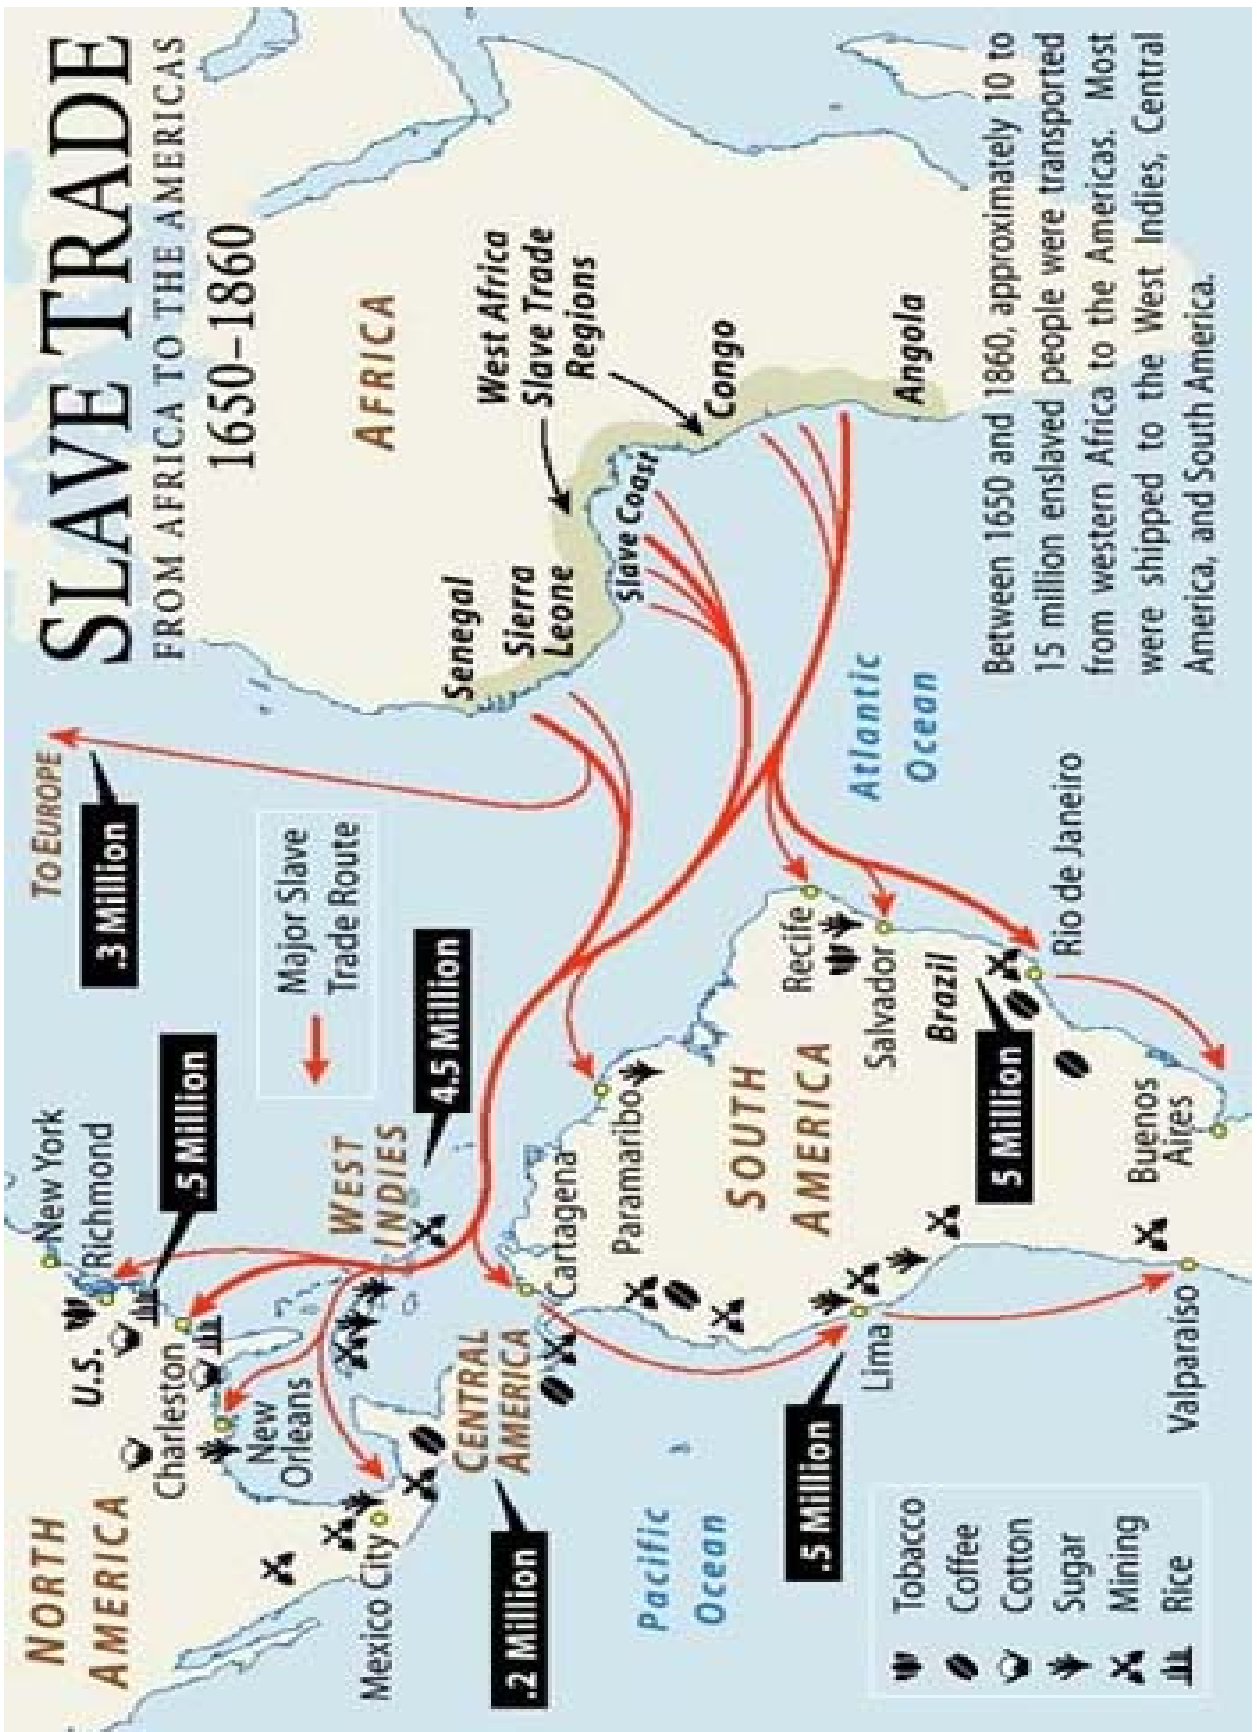 SLAVE TRADE
FROM AFRICA TO THE AMERICAS
1650–1860
NORTH
AMERICA
U.S.
New York
Richmond
Charleston
New
Orleans
Mexico City
.5 Million
To EUROPE
.3 Million
Major Slave
Trade Route
WEST
INDIES
4.5 Million
CENTRAL
AMERICA
.2 Million
AFRICA
Senegal
Sierra
Leone
West Africa
Slave Trade
Regions
Slave Coast
Congo
Angola
Cartagena
Paramaribo
SOUTH
AMERICA
Recife
Salvador
Brazil
5 Million
Rio de Janeiro
Lima
.5 Million
Buenos
Aires
Valparaíso
Pacific
Ocean
Atlantic
Ocean
Tobacco
Coffee
Cotton
Sugar
Mining
Rice
Between 1650 and 1860, approximately 10 to
15 million enslaved people were transported
from western Africa to the Americas. Most
were shipped to the West Indies, Central
America, and South America.